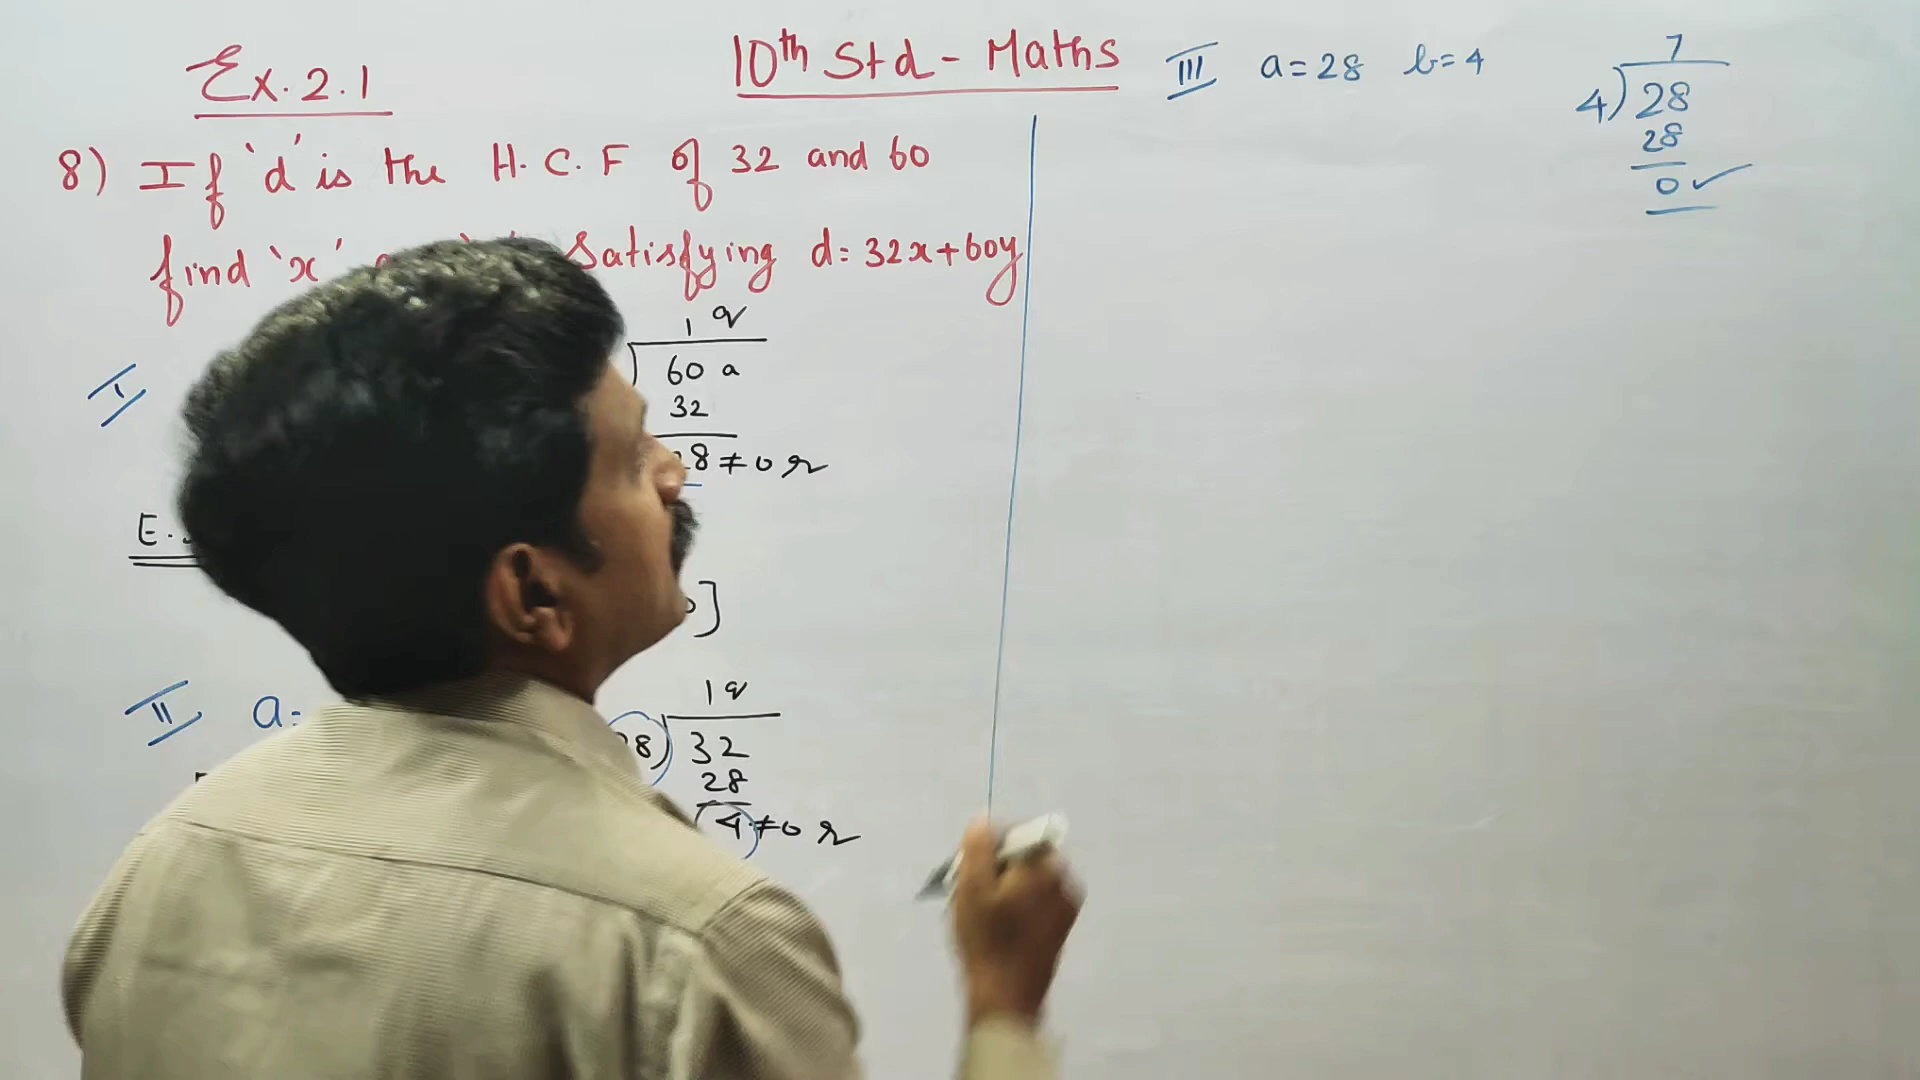 Ex. 2.1
10th Std - Maths
8) If 'd' is the H.C.F of 32 and 60
find 'x' satisfying d = 32x + 60y
I
1 q
60 a
32
28 ≠ 0 r
E.
]
II a =
1 q
28) 32
28
4 ≠ 0 r
III a = 28 b = 4
7
4) 28
28
0 ✓